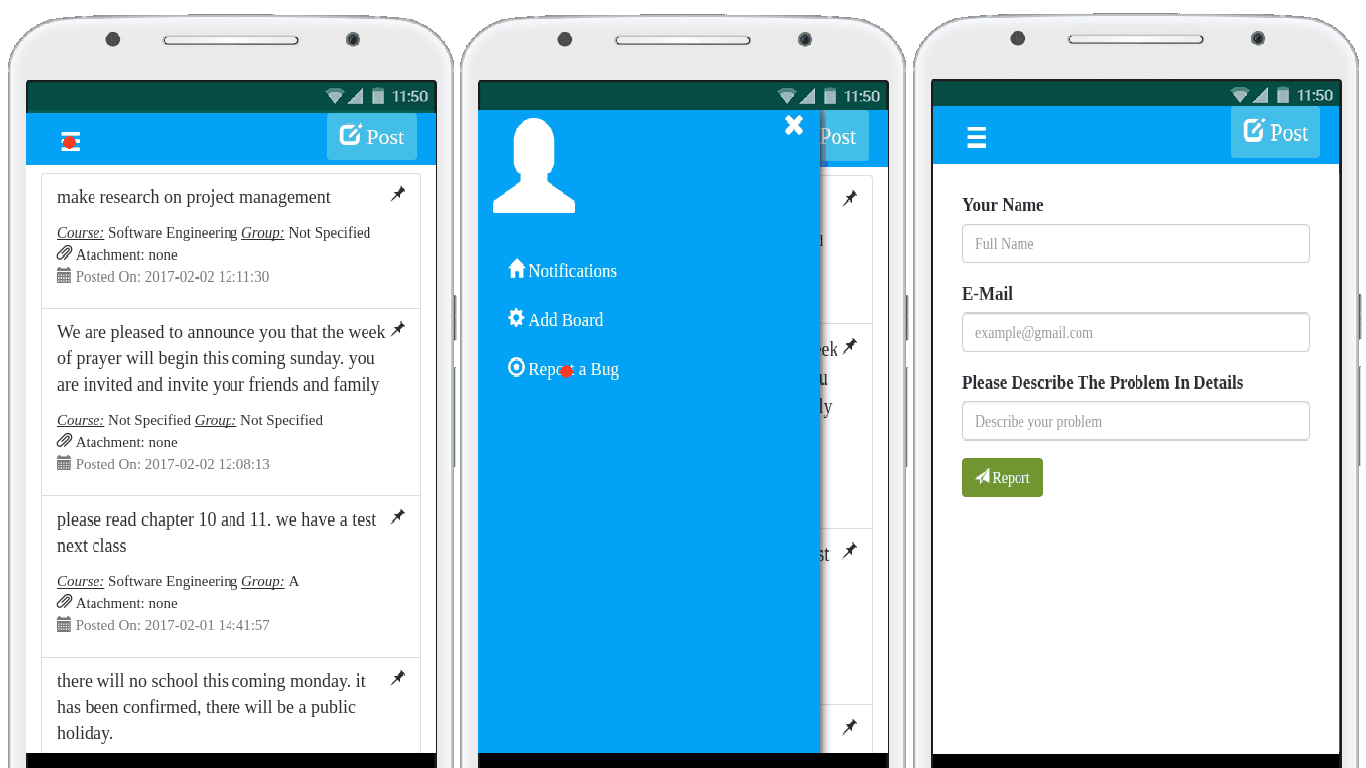 11:50
Post
make research on project management
Course: Software Engineering Group: Not Specified
Atachment: none
Posted On: 2017-02-02 12:11:30
We are pleased to announce you that the week
of prayer will begin this coming sunday. you
are invited and invite your friends and family
Course: Not Specified Group: Not Specified
Atachment: none
Posted On: 2017-02-02 12:08:13
please read chapter 10 and 11. we have a test
next class
Course: Software Engineering Group: A
Atachment: none
Posted On: 2017-02-01 14:41:57
there will no school this coming monday. it
has been confirmed, there will be a public
holiday.
11:50
Post
Notifications
Add Board
Report a Bug
11:50
Post
Your Name
Full Name
E-Mail
example@gmail.com
Please Describe The Problem In Details
Describe your problem
Report